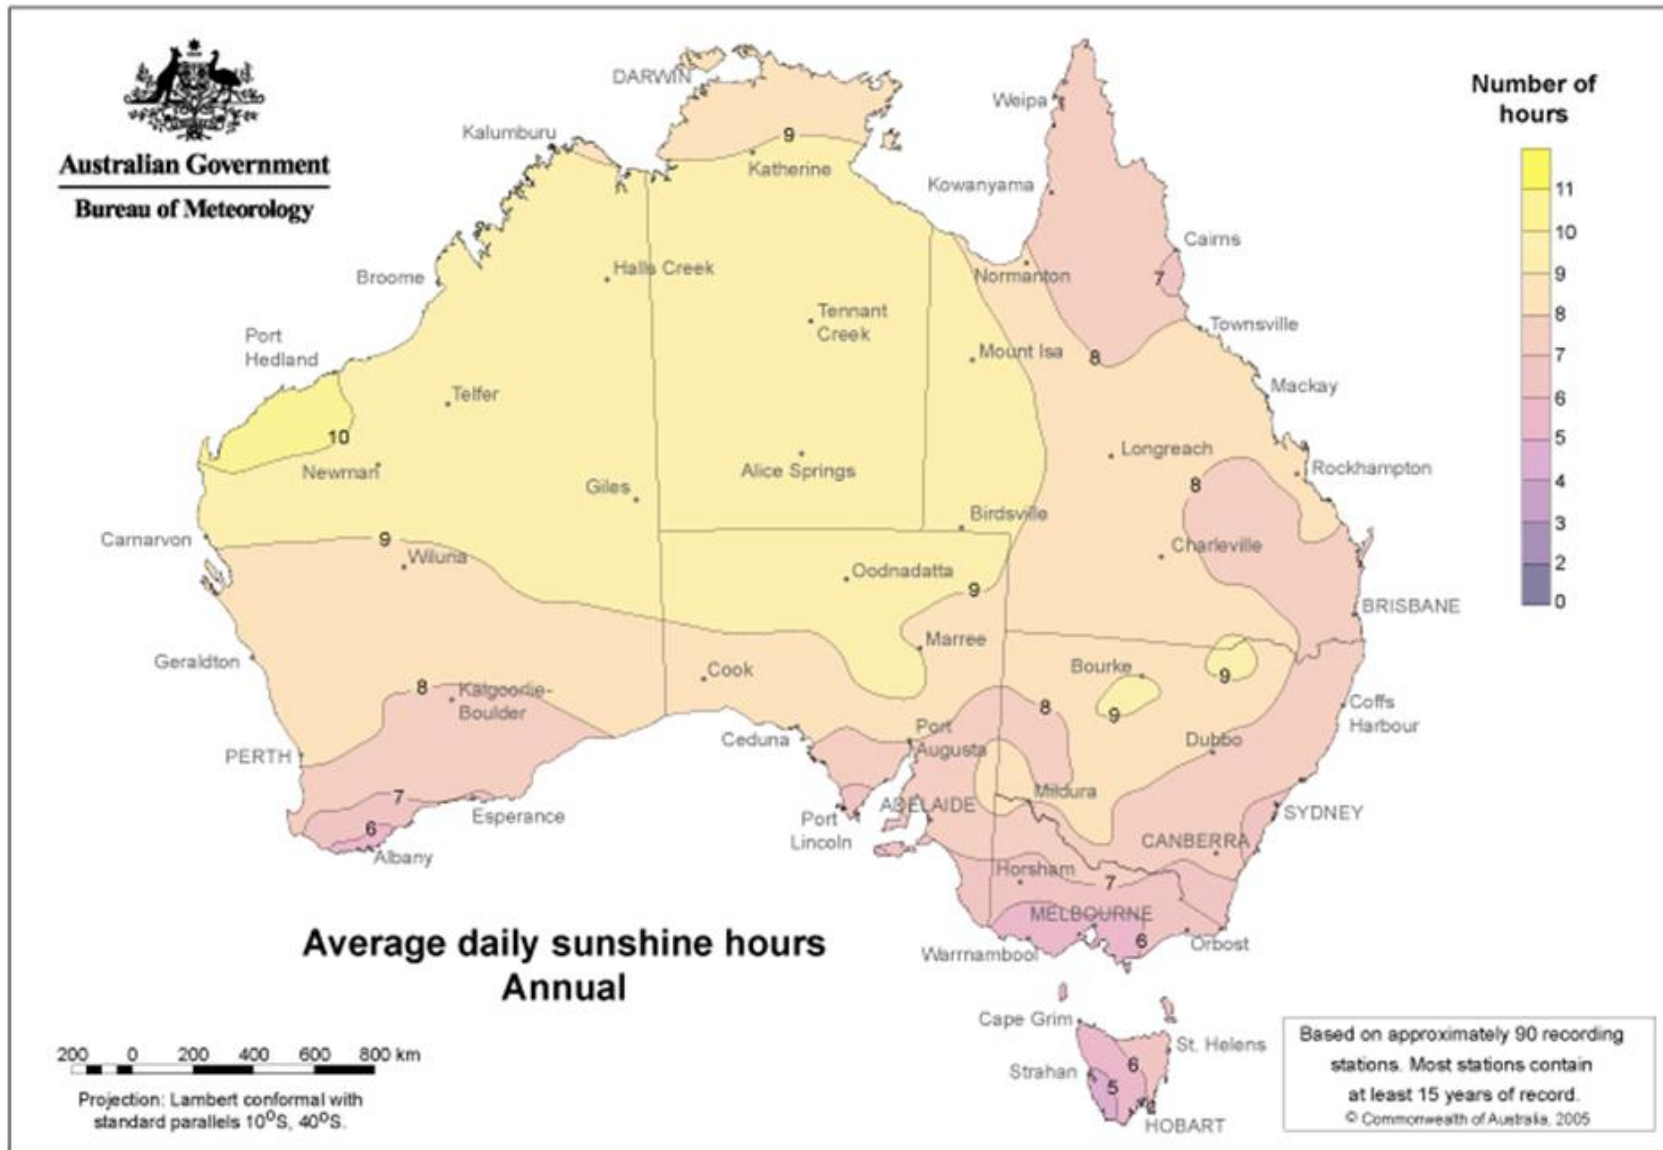 Australian Government
Bureau of Meteorology
DARWIN
Kalumburu
9
Katherine
Weipa
Kowanyama
Cairns
7
Normanton
Townsville
8
Broome
Halls Creek
Tennant
Creek
Mount Isa
Port
Hedland
Telfer
10
Newman
Mackay
Longreach
Rockhampton
8
Alice Springs
Giles
Birdsville
Carnarvon
9
Wiluna
Charleville
Oodnadatta
9
BRISBANE
Marree
Geraldton
Cook
Bourke
9
9
8
Kalgoorlie-
Boulder
8
Coffs
Harbour
Port
Augusta
Ceduna
Dubbo
PERTH
Mildura
7
Esperance
ADELAIDE
Port
Lincoln
SYDNEY
6
Albany
CANBERRA
Horsham
7
MELBOURNE
6
Orbost
Warrnambool
Cape Grim
St. Helens
6
Strahan
5
HOBART
Number of
hours
11
10
9
8
7
6
5
4
3
2
0
Average daily sunshine hours
Annual
200 0 200 400 600 800 km
Projection: Lambert conformal with
standard parallels 10°S, 40°S.
Based on approximately 90 recording
stations. Most stations contain
at least 15 years of record.
© Commonwealth of Australia, 2005